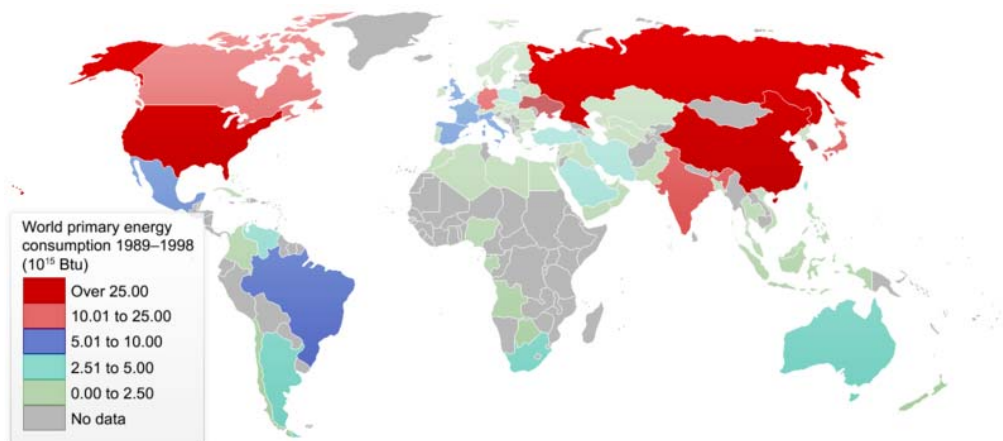 World primary energy
consumption 1989–1998
(10¹⁵ Btu)
Over 25.00
10.01 to 25.00
5.01 to 10.00
2.51 to 5.00
0.00 to 2.50
No data